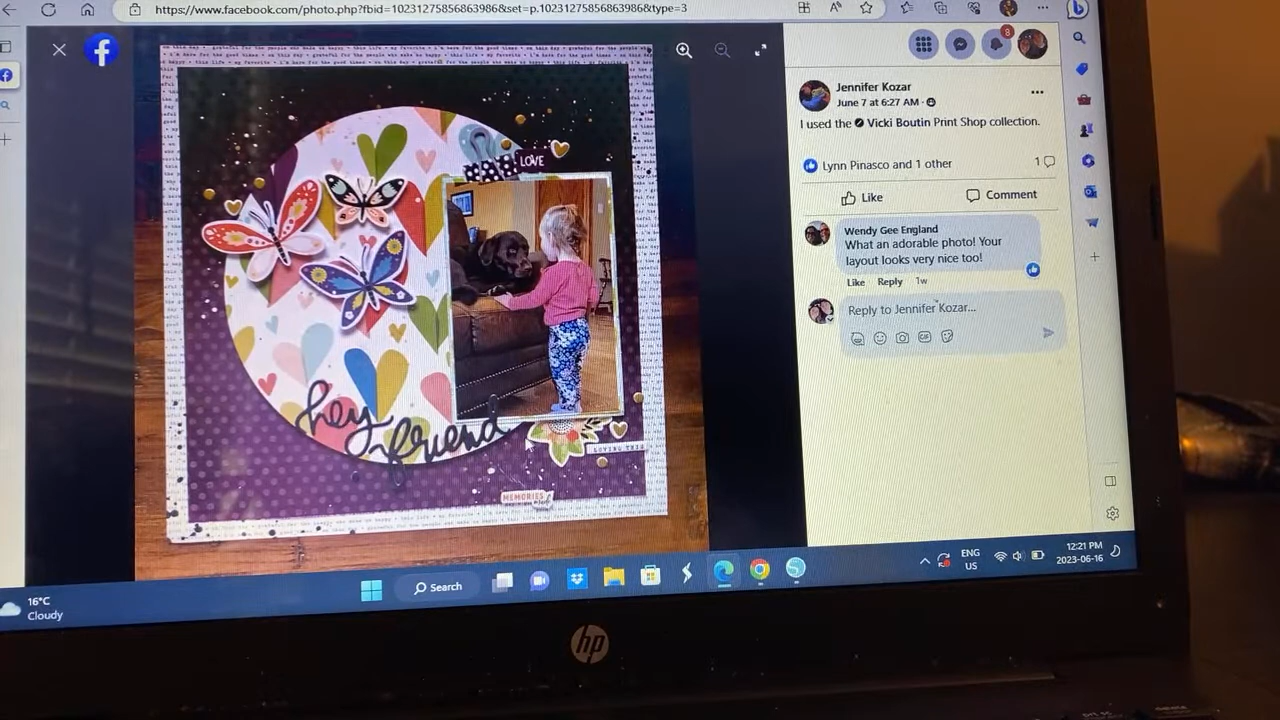 https://www.facebook.com/photo.php?fbid=10231275856863986&set=p.10231275856863986&type=3
8
Jennifer Kozar
June 7 at 6:27 AM
I used the Vicki Boutin Print Shop collection.
Lynn Pinasco and 1 other
1
Like
Comment
Wendy Gee England
What an adorable photo! Your
layout looks very nice too!
Like Reply 1w
Reply to Jennifer Kozar...
GIF
LOVE
hey
friend
MEMORIES
16°C
Cloudy
Search
ENG
US
12:21 PM
2023-06-16
hp